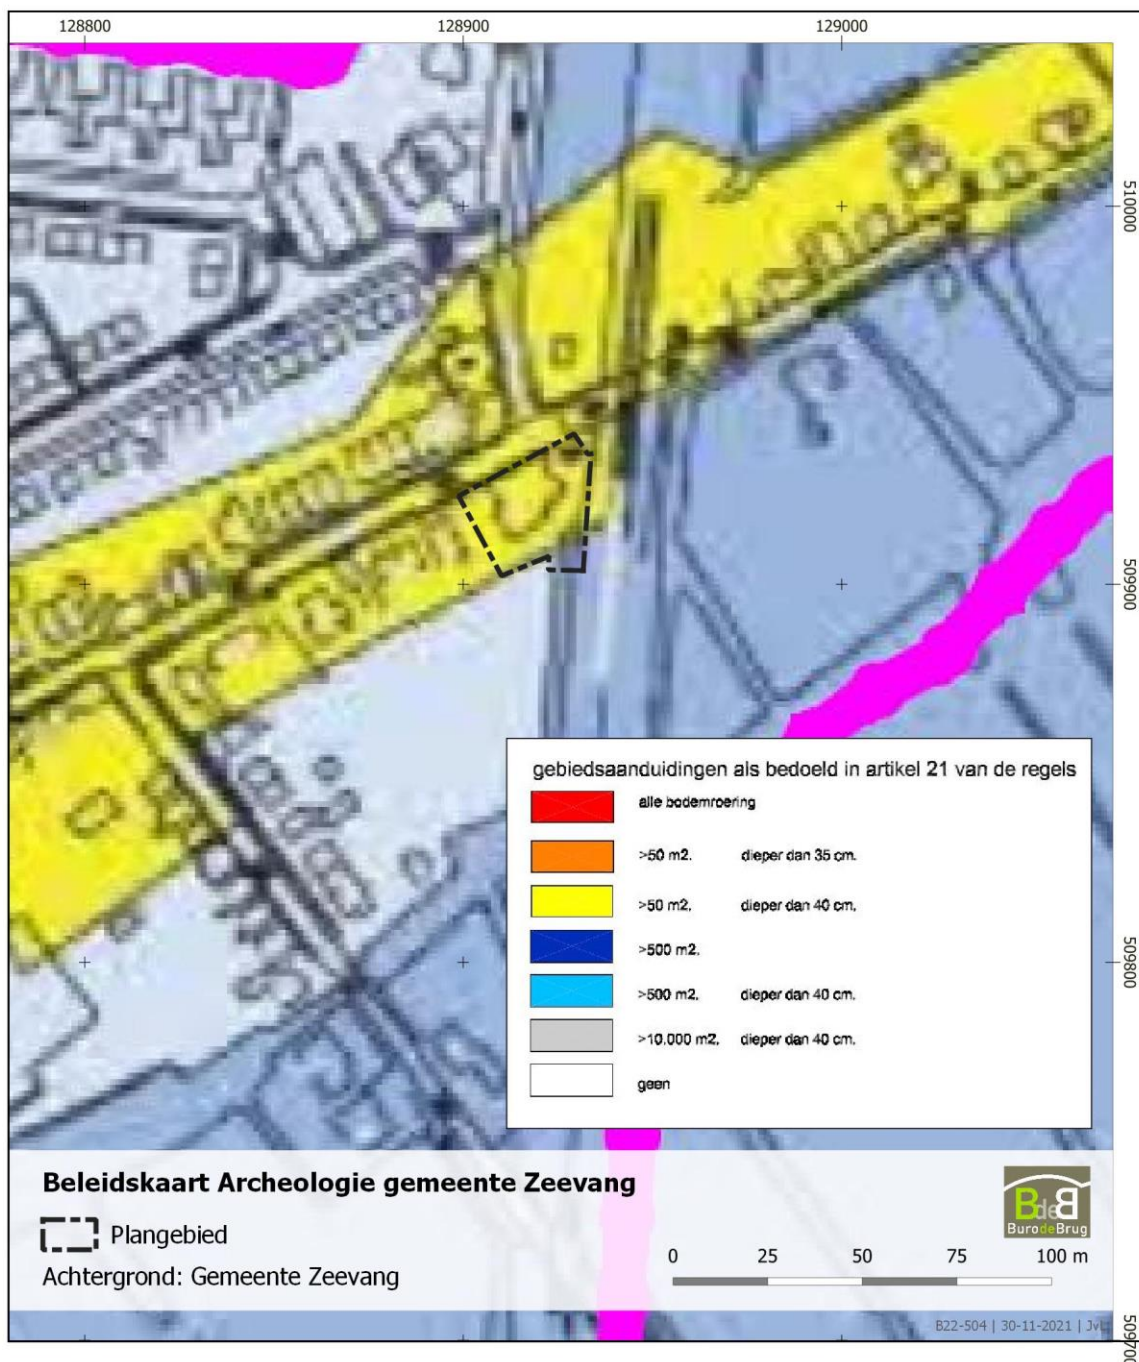 128800 128900 129000
510000
509900
509800
509700
gebiedsaanduidingen als bedoeld in artikel 21 van de regels
alle bodemroering
>50 m2. dieper dan 35 cm.
>50 m2, dieper dan 40 cm.
>500 m2.
>500 m2. dieper dan 40 cm.
>10.000 m2, dieper dan 40 cm.
geen
Beleidskaart Archeologie gemeente Zeevang
Plangebied
Achtergrond: Gemeente Zeevang
BdeB
BurodeBrug
0 25 50 75 100 m
B22-504 | 30-11-2021 | JvL